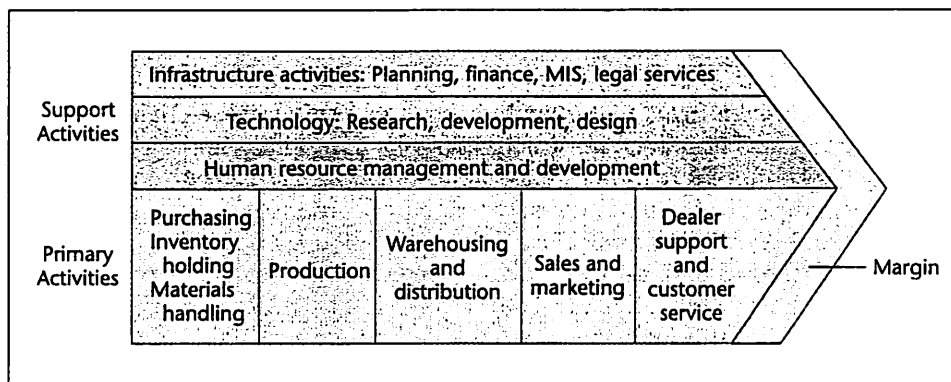 Support
Activities
Infrastructure activities: Planning, finance, MIS, legal services
Technology: Research, development, design
Human resource management and development
Primary
Activities
Purchasing
Inventory
holding
Materials
handling
Production
Warehousing
and
distribution
Sales and
marketing
Dealer
support
and
customer
service
Margin